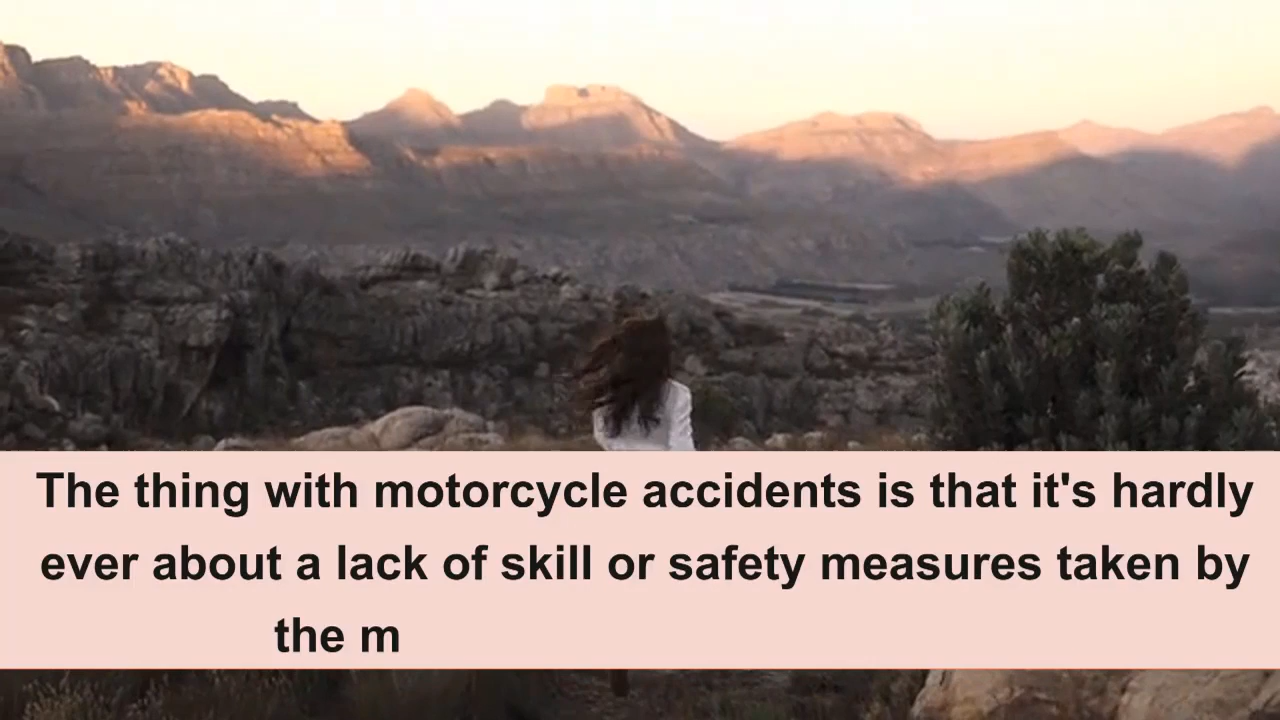 The thing with motorcycle accidents is that it's hardly
ever about a lack of skill or safety measures taken by
the m